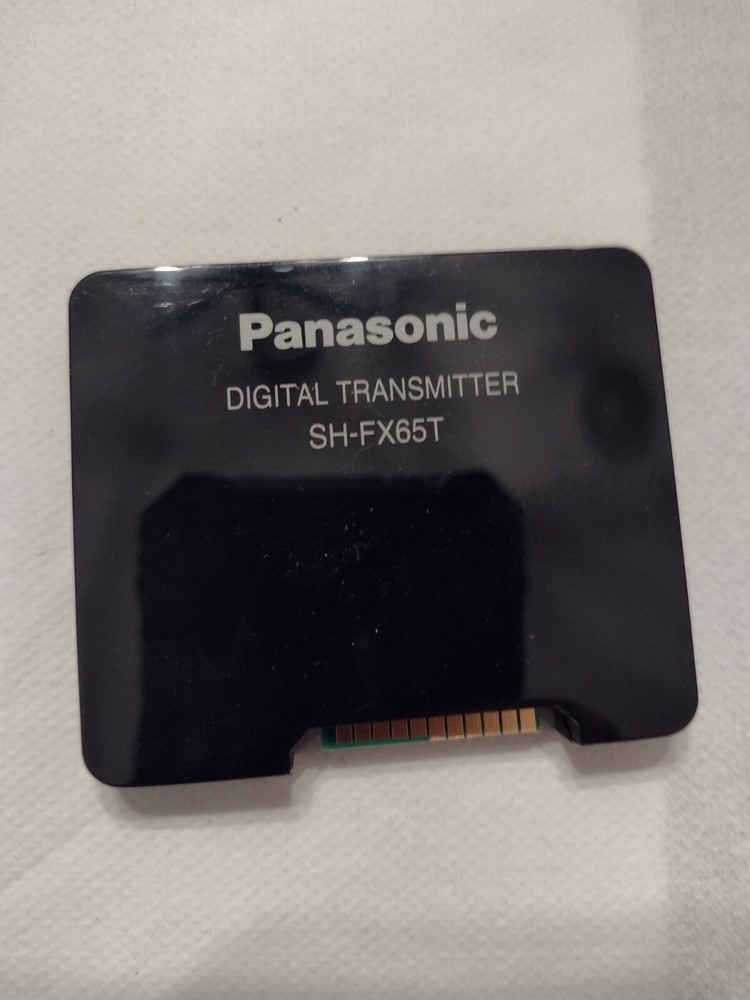 Panasonic
DIGITAL TRANSMITTER
SH-FX65T